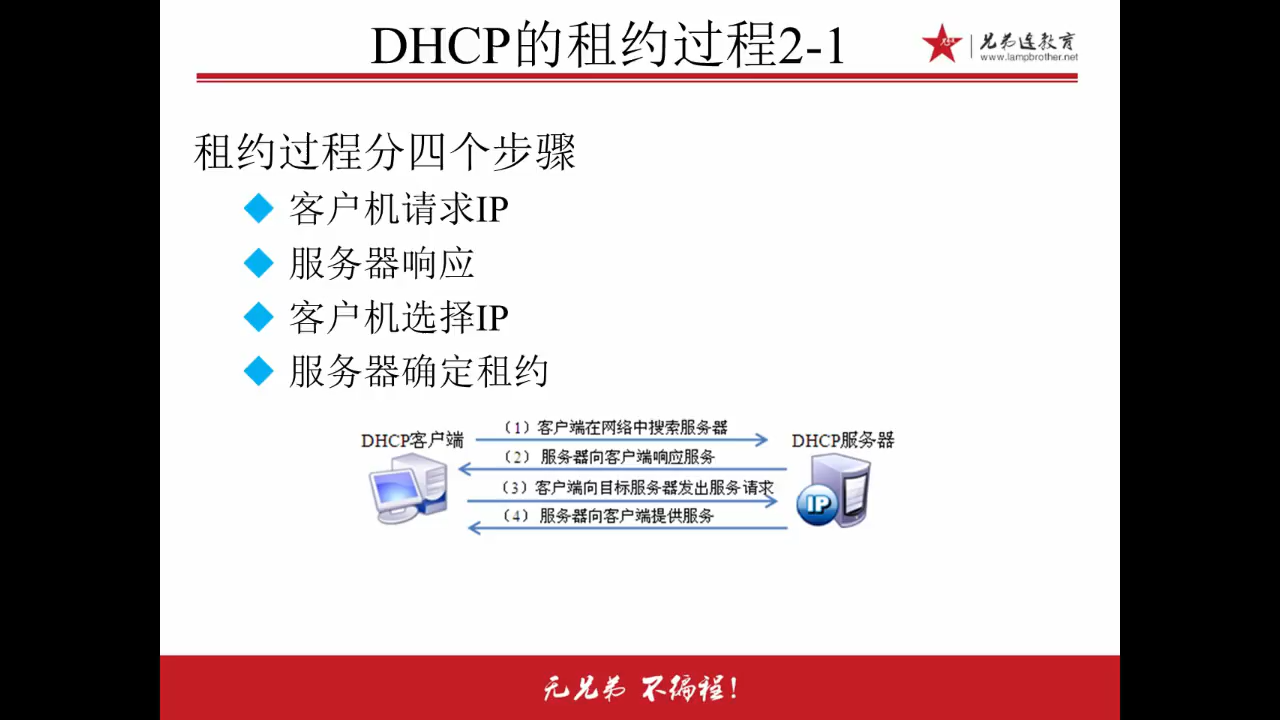 DHCP的租约过程2-1
兄弟连教育
www.lampbrother.net
租约过程分四个步骤
客户机请求IP
服务器响应
客户机选择IP
服务器确定租约
DHCP客户端
(1) 客户端在网络中搜索服务器
(2) 服务器向客户端响应服务
(3) 客户端向目标服务器发出服务请求
(4) 服务器向客户端提供服务
DHCP服务器
IP
无兄弟 不编程!